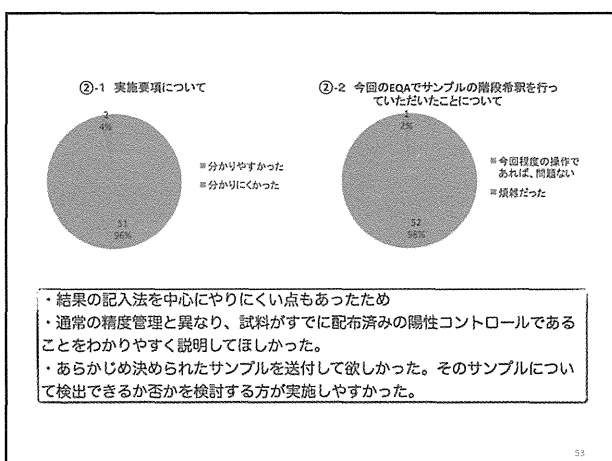 ②-1 実施要項について
2
4%
51
96%
分かりやすかった
分かりにくかった
②-2 今回のEQAでサンプルの階段希釈を行っ
ていただいたことについて
1
2%
52
98%
今回程度の操作で
あれば、問題ない
煩雑だった
・結果の記入法を中心にやりにくい点もあったため
・通常の精度管理と異なり、試料がすでに配布済みの陽性コントロールである
ことをわかりやすく説明してほしかった。
・あらかじめ決められたサンプルを送付して欲しかった。そのサンプルについ
て検出できるか否かを検討する方が実施しやすかった。
53